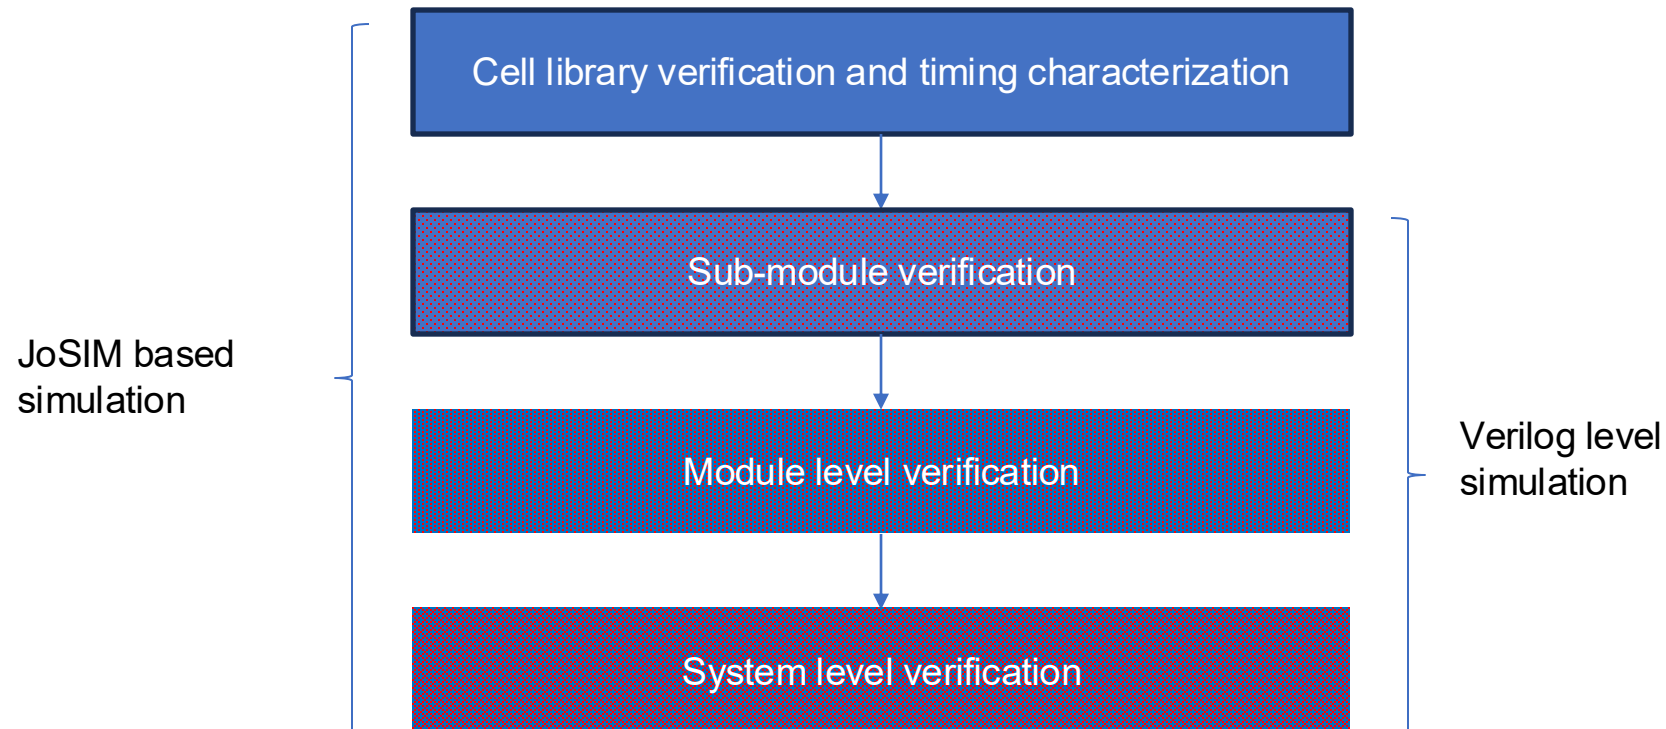 Cell library verification and timing characterization
Sub-module verification
JoSIM based
simulation
Module level verification
Verilog level
simulation
System level verification